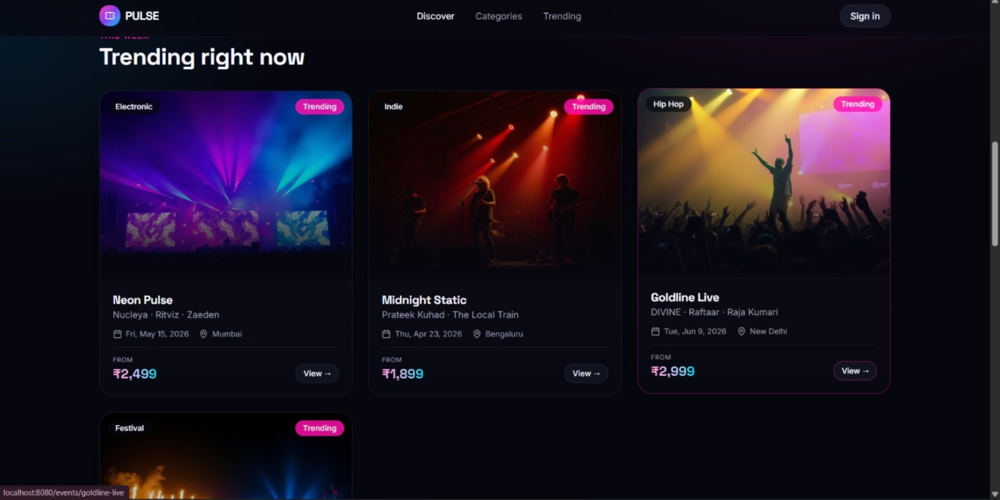 PULSE
Discover
Categories
Trending
Sign in
THIS WEEK
Trending right now
Electronic
Trending
Neon Pulse
Nucleya · Ritviz · Zaeden
Fri, May 15, 2026
Mumbai
FROM
₹2,499
View →
Indie
Trending
Midnight Static
Prateek Kuhad · The Local Train
Thu, Apr 23, 2026
Bengaluru
FROM
₹1,899
View →
Hip Hop
Trending
Goldline Live
DIVINE · Raftaar · Raja Kumari
Tue, Jun 9, 2026
New Delhi
FROM
₹2,999
View →
Festival
Trending
localhost:8080/events/goldline-live